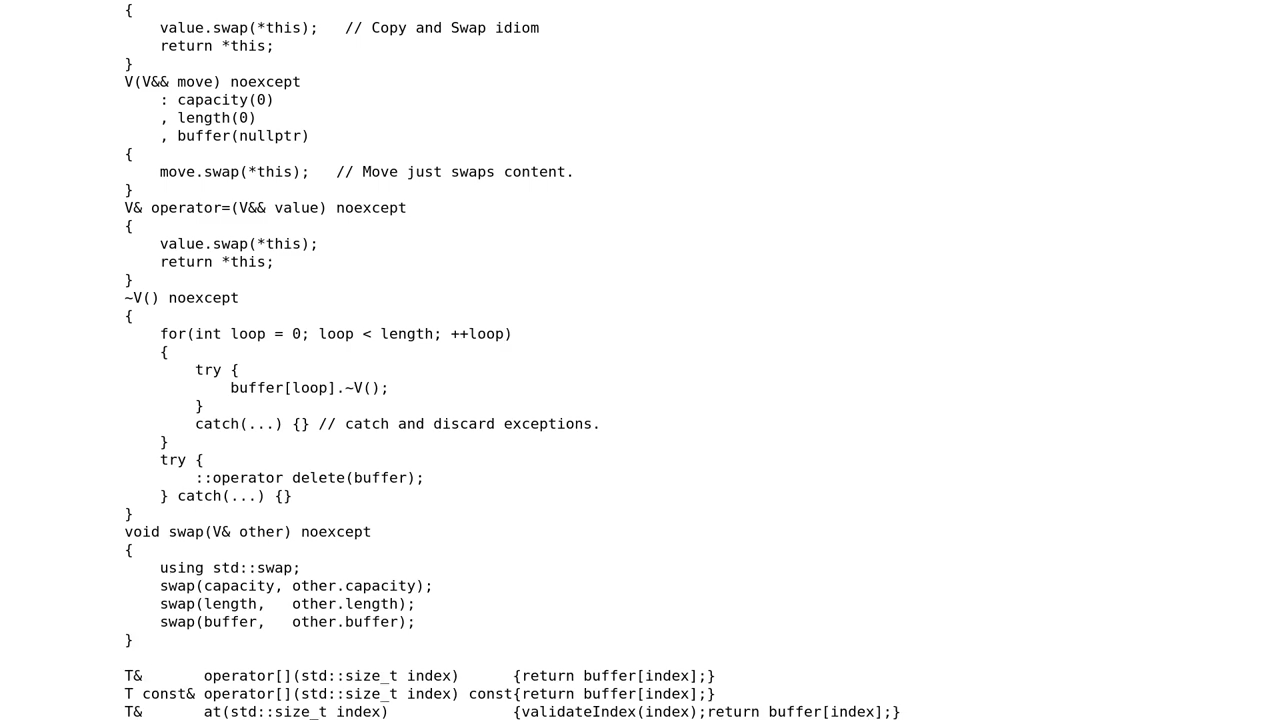 {
    value.swap(*this);   // Copy and Swap idiom
    return *this;
}
V(V&& move) noexcept
    : capacity(0)
    , length(0)
    , buffer(nullptr)
{
    move.swap(*this);   // Move just swaps content.
}
V& operator=(V&& value) noexcept
{
    value.swap(*this);
    return *this;
}
~V() noexcept
{
    for(int loop = 0; loop < length; ++loop)
    {
        try {
            buffer[loop].~V();
        }
        catch(...) {} // catch and discard exceptions.
    }
    try {
        ::operator delete(buffer);
    } catch(...) {}
}
void swap(V& other) noexcept
{
    using std::swap;
    swap(capacity, other.capacity);
    swap(length,   other.length);
    swap(buffer,   other.buffer);
}

T&       operator[](std::size_t index)      {return buffer[index];}
T const& operator[](std::size_t index) const{return buffer[index];}
T&       at(std::size_t index)              {validateIndex(index);return buffer[index];}